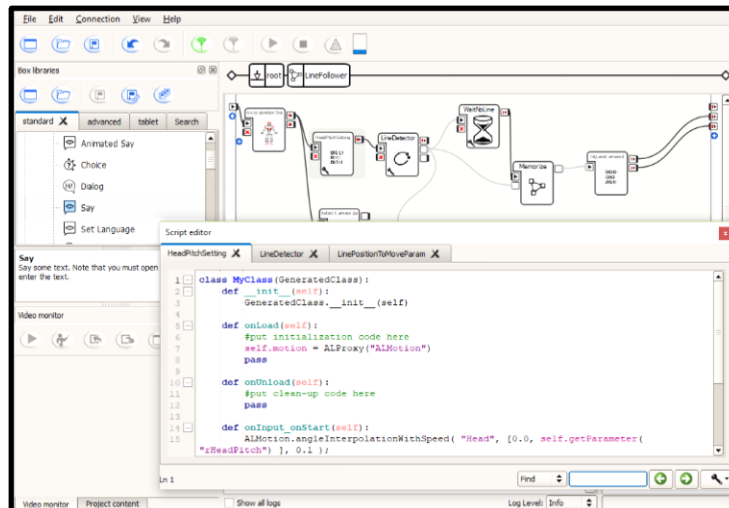 File Edit Connection View Help
Box libraries
root LineFollower
standard advanced tablet Search
Animated Say
Choice
Dialog
Say
Set Language
HeadPitchSetting
LineDetector
WaitNoLine
Memorize
Say
Say some text. Note that you must open
enter the text.
Video monitor
Script editor
HeadPitchSetting LineDetector LinePositionToMoveParam
1 class MyClass(GeneratedClass):
2 def __init__(self):
3 GeneratedClass.__init__(self)
5 def onLoad(self):
6 #put initialization code here
7 self.motion = ALProxy("ALMotion")
8 pass
10 def onUnload(self):
11 #put clean-up code here
12 pass
14 def onInput_onStart(self):
15 ALMotion.angleInterpolationWithSpeed( "Head", [0.0, self.getParameter(
"rHeadPitch") ], 0.1 );
Ln 1
Find
Video monitor Project content
Show all logs
Log Level: Info